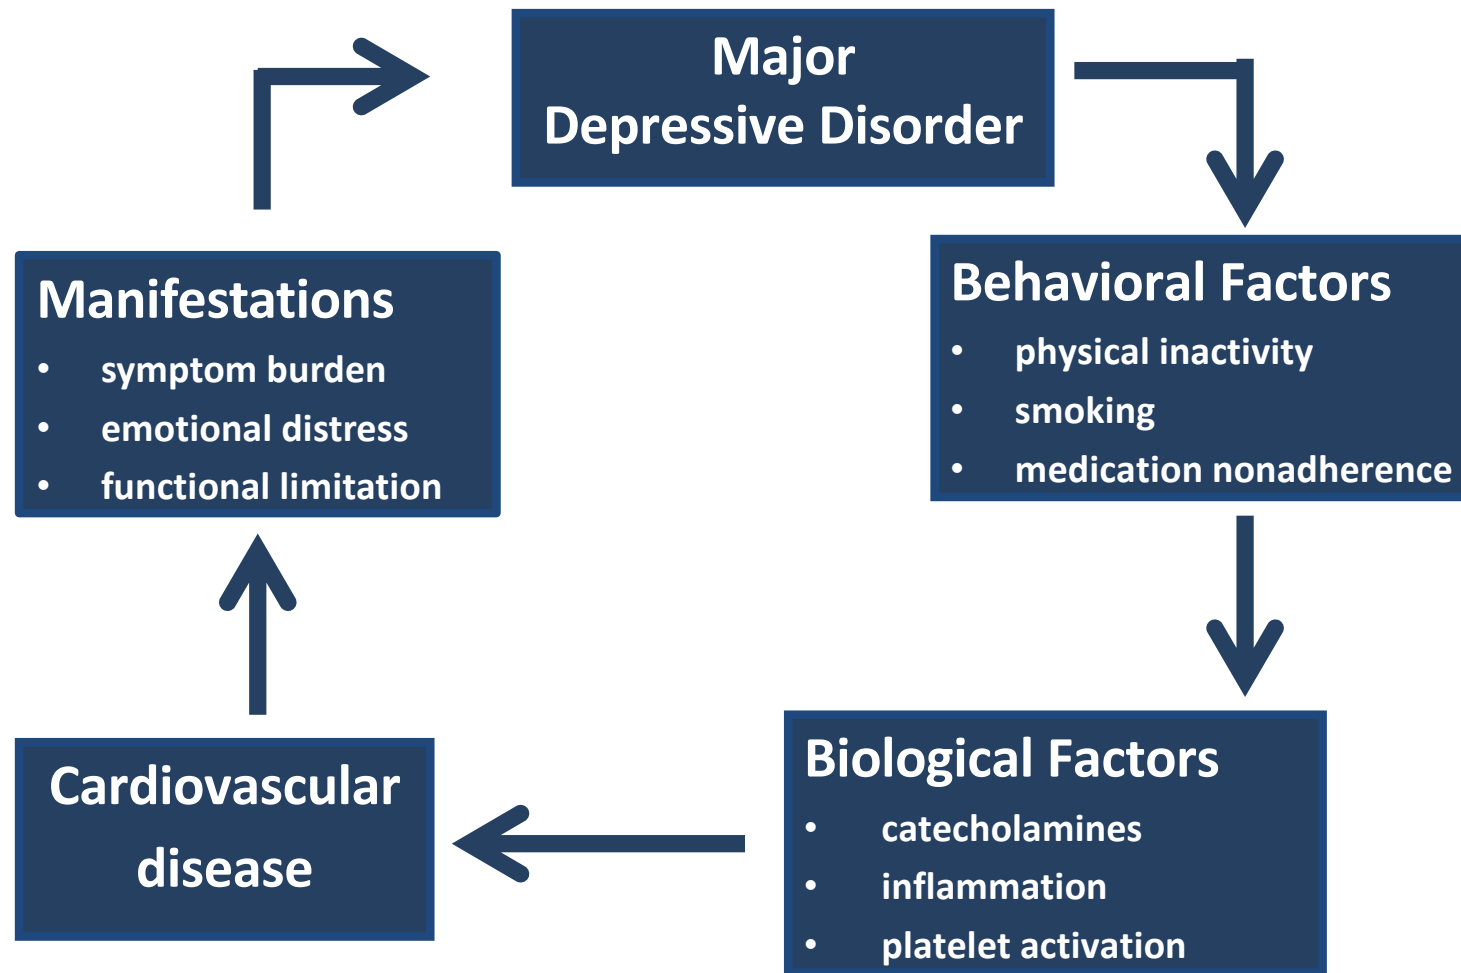 Major
Depressive Disorder
Behavioral Factors
• physical inactivity
• smoking
• medication nonadherence
Biological Factors
• catecholamines
• inflammation
• platelet activation
Cardiovascular
disease
Manifestations
• symptom burden
• emotional distress
• functional limitation